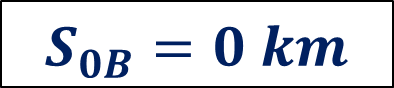 S₀B = 0 km